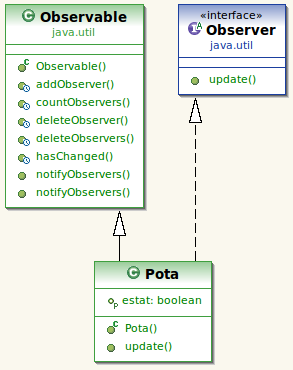 Observable
java.util
Observable()
addObserver()
countObservers()
deleteObserver()
deleteObservers()
hasChanged()
notifyObservers()
notifyObservers()
«interface»
Observer
java.util
update()
Pota
estat: boolean
Pota()
update()